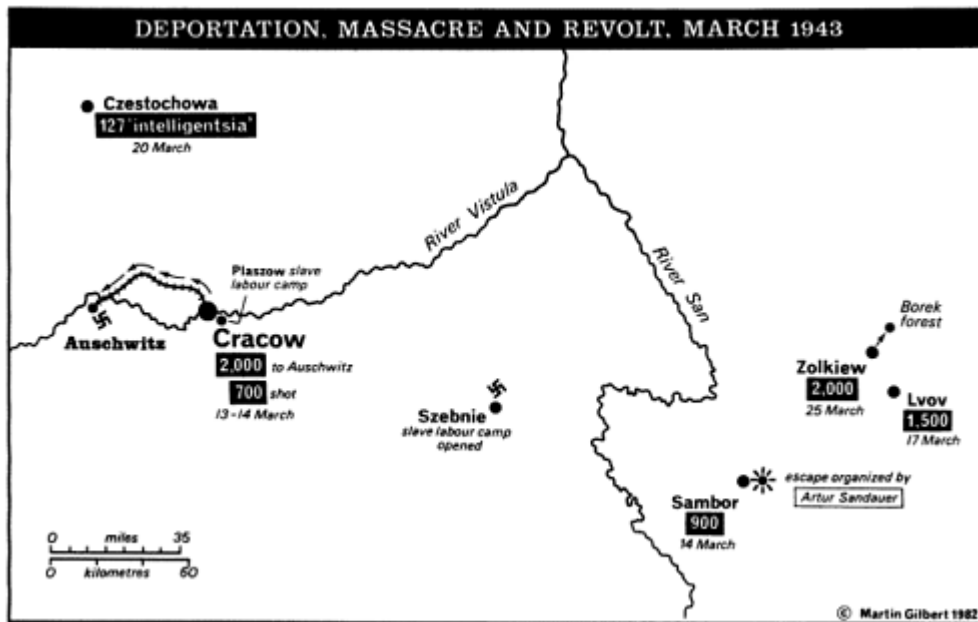 DEPORTATION, MASSACRE AND REVOLT, MARCH 1943
Czestochowa
127 'intelligentsia'
20 March
River Vistula
River San
Plaszow slave
labour camp
Auschwitz
Cracow
2,000 to Auschwitz
700 shot
13-14 March
Szebnie
slave labour camp
opened
Borek
forest
Zolkiew
2,000
25 March
Lvov
1,500
17 March
Sambor
900
14 March
escape organized by
Artur Sandauer
0 miles 35
0 kilometres 60
© Martin Gilbert 1982